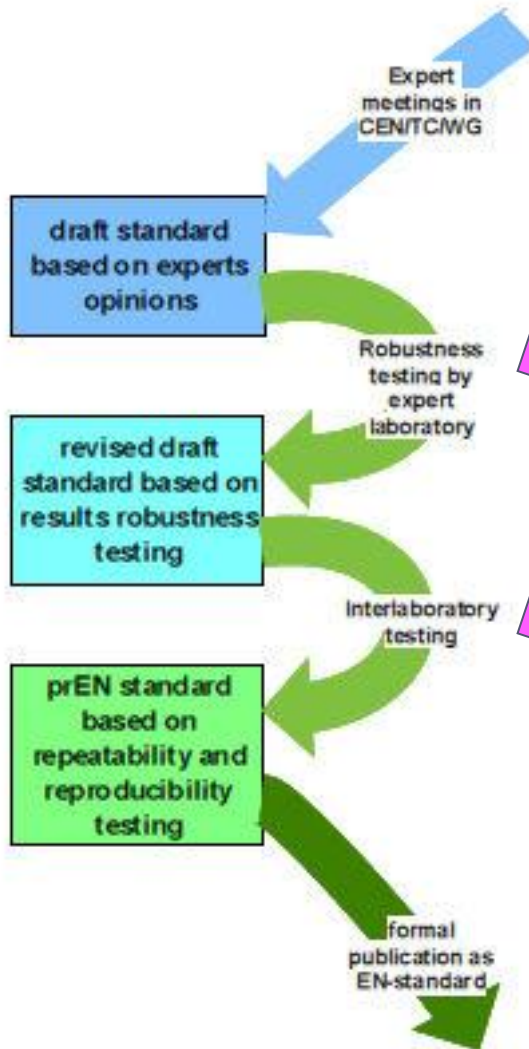 Expert
meetings in
CEN/TC/WG
draft standard
based on experts
opinions
Robustness
testing by
expert
laboratory
revised draft
standard based on
results robustness
testing
Interlaboratory
testing
prEN standard
based on
repeatability and
reproducibility
testing
formal
publication as
EN-standard